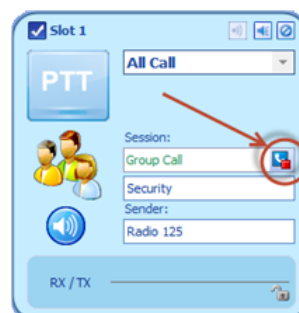 Slot 1
PTT
All Call
Session:
Group Call
Security
Sender:
Radio 125
RX / TX